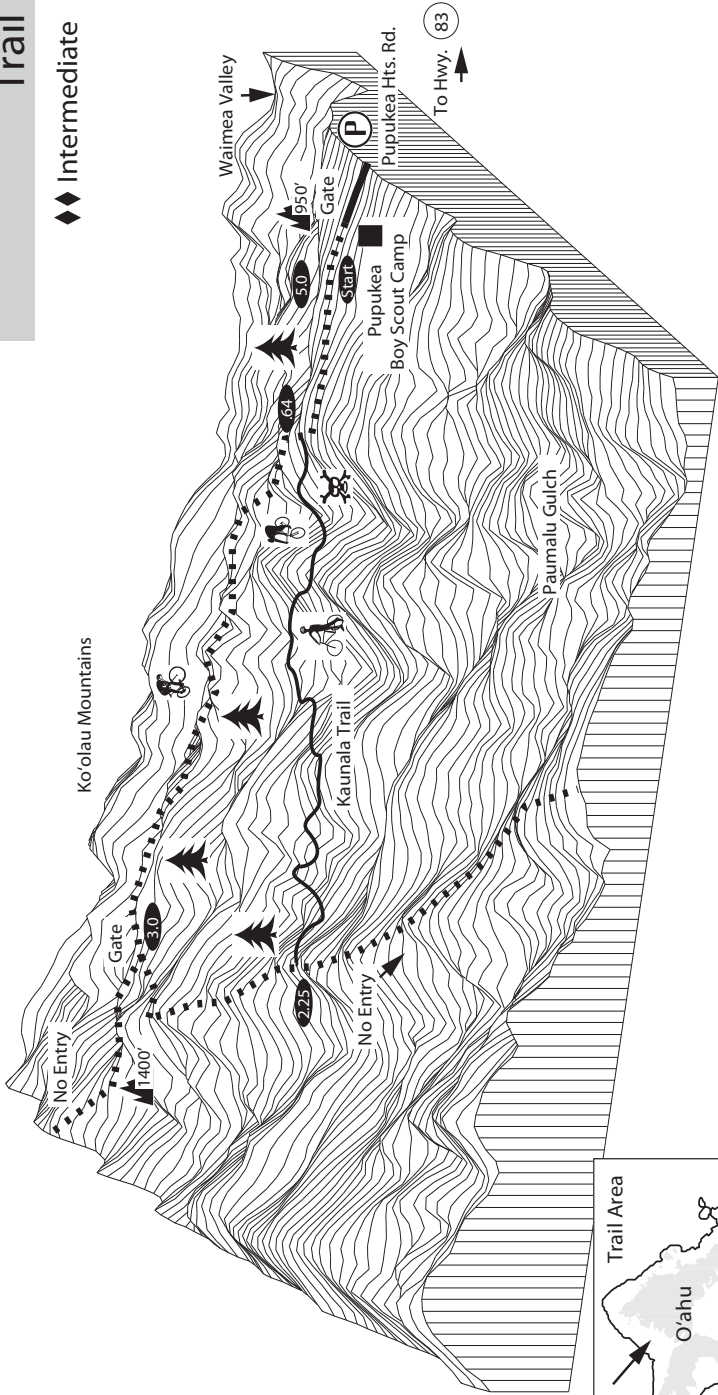 Trail
Intermediate
Waimea Valley
Ko'olau Mountains
950'
Gate
5.0
Start
P
Pupukea Hts. Rd.
To Hwy. 83
Pupukea
Boy Scout Camp
.64
Kaunala Trail
Paumalu Gulch
Gate
3.0
No Entry
1400'
2.25
No Entry
Trail Area
O'ahu